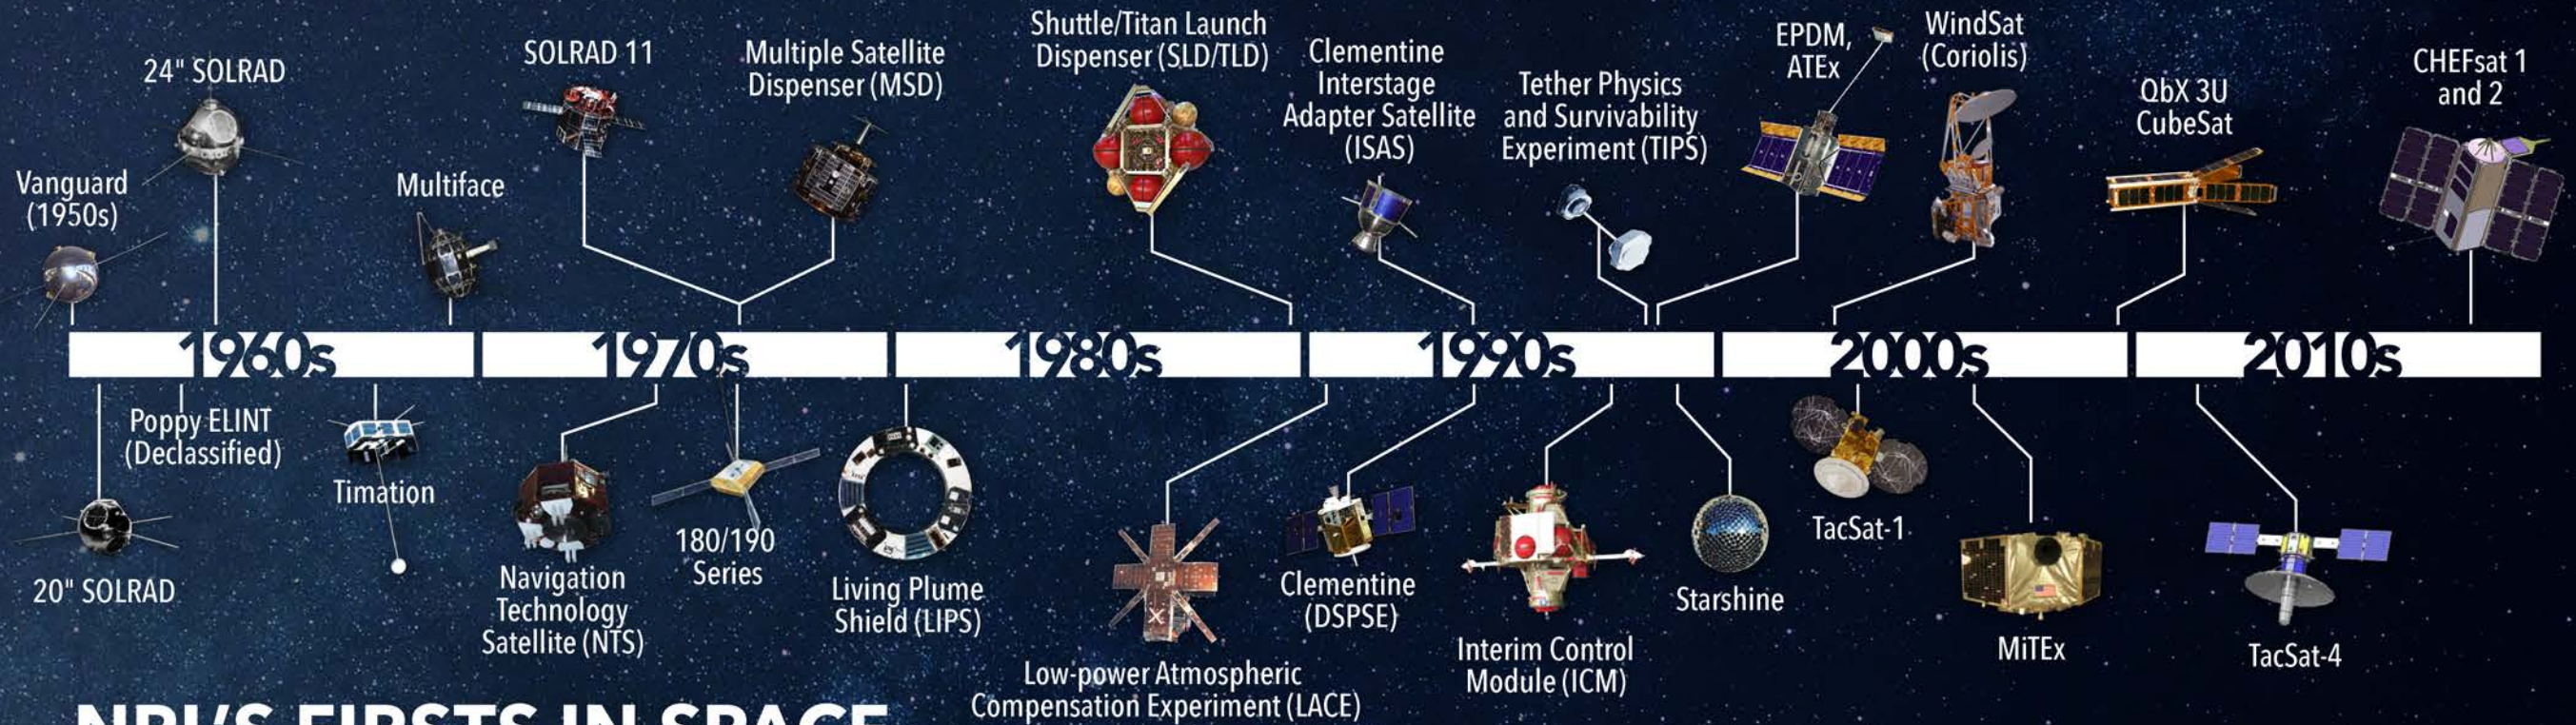 Vanguard
(1950s)
24" SOLRAD
Multiface
SOLRAD 11
Multiple Satellite
Dispenser (MSD)
Shuttle/Titan Launch
Dispenser (SLD/TLD)
Clementine
Interstage
Adapter Satellite
(ISAS)
Tether Physics
and Survivability
Experiment (TIPS)
EPDM,
ATEx
WindSat
(Coriolis)
QbX 3U
CubeSat
CHEFsat 1
and 2
1960s
1970s
1980s
1990s
2000s
2010s
20" SOLRAD
Poppy ELINT
(Declassified)
Timation
Navigation
Technology
Satellite (NTS)
180/190
Series
Living Plume
Shield (LIPS)
Low-power Atmospheric
Compensation Experiment (LACE)
Clementine
(DSPSE)
Interim Control
Module (ICM)
Starshine
TacSat-1
MiTEx
TacSat-4
NRL'S FIRSTS IN SPACE